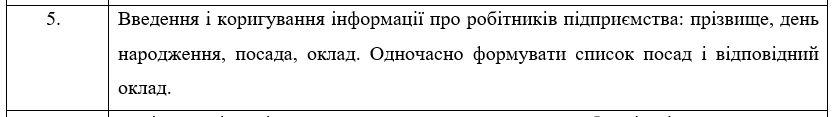 5.
Введення і коригування інформації про робітників підприємства: прізвище, день
народження, посада, оклад. Одночасно формувати список посад і відповідний
оклад.